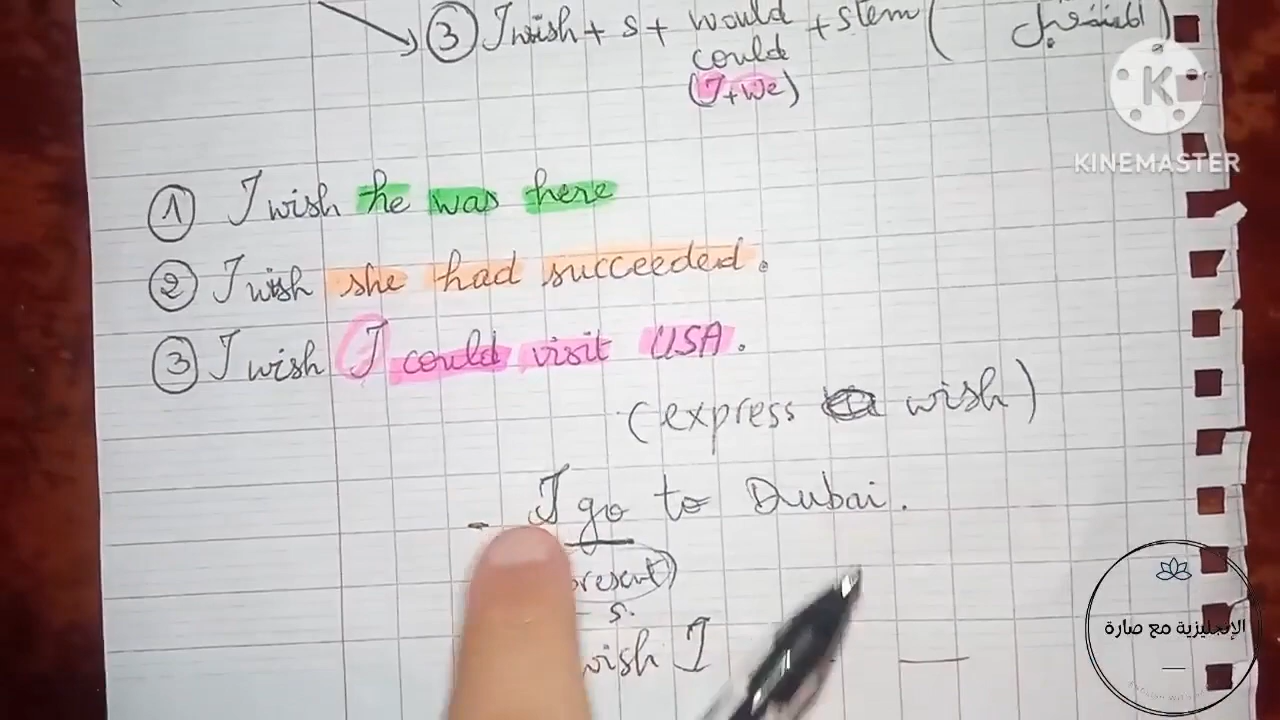 ③ I wish + s + would + stem ( المستقبل )
could
(I+we)
KINEMASTER
① I wish he was here
② I wish she had succeeded.
③ I wish I could visit USA.
(express wish)
- I go to Dubai.
present)
s.
wish I
الإنجليزية مع صارة